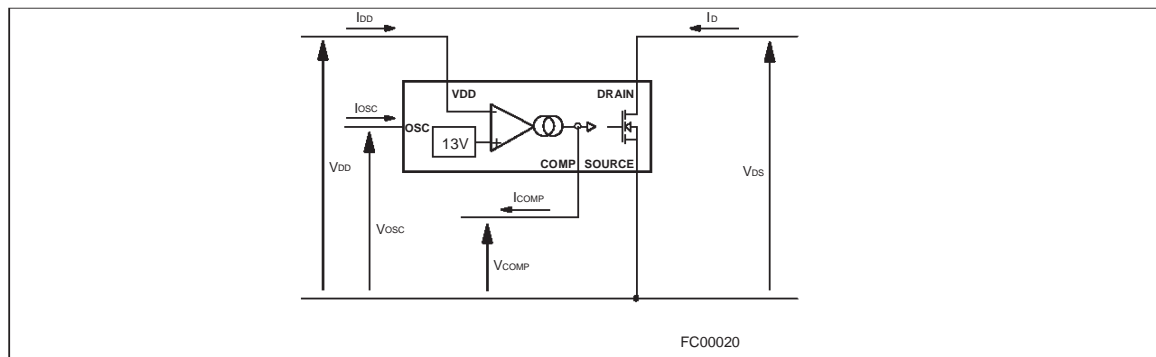 IDD
ID
VDD
DRAIN
IOSC
OSC
13V
COMP
SOURCE
VDD
VDS
ICOMP
VOSC
VCOMP
FC00020